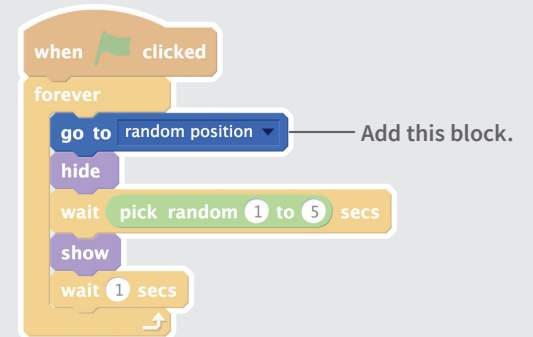 when clicked
forever
go to random position Add this block.
hide
wait pick random 1 to 5 secs
show
wait 1 secs